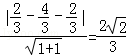 |2/3 − 4/3 − 2/3| / √(1+1) = 2√2 / 3